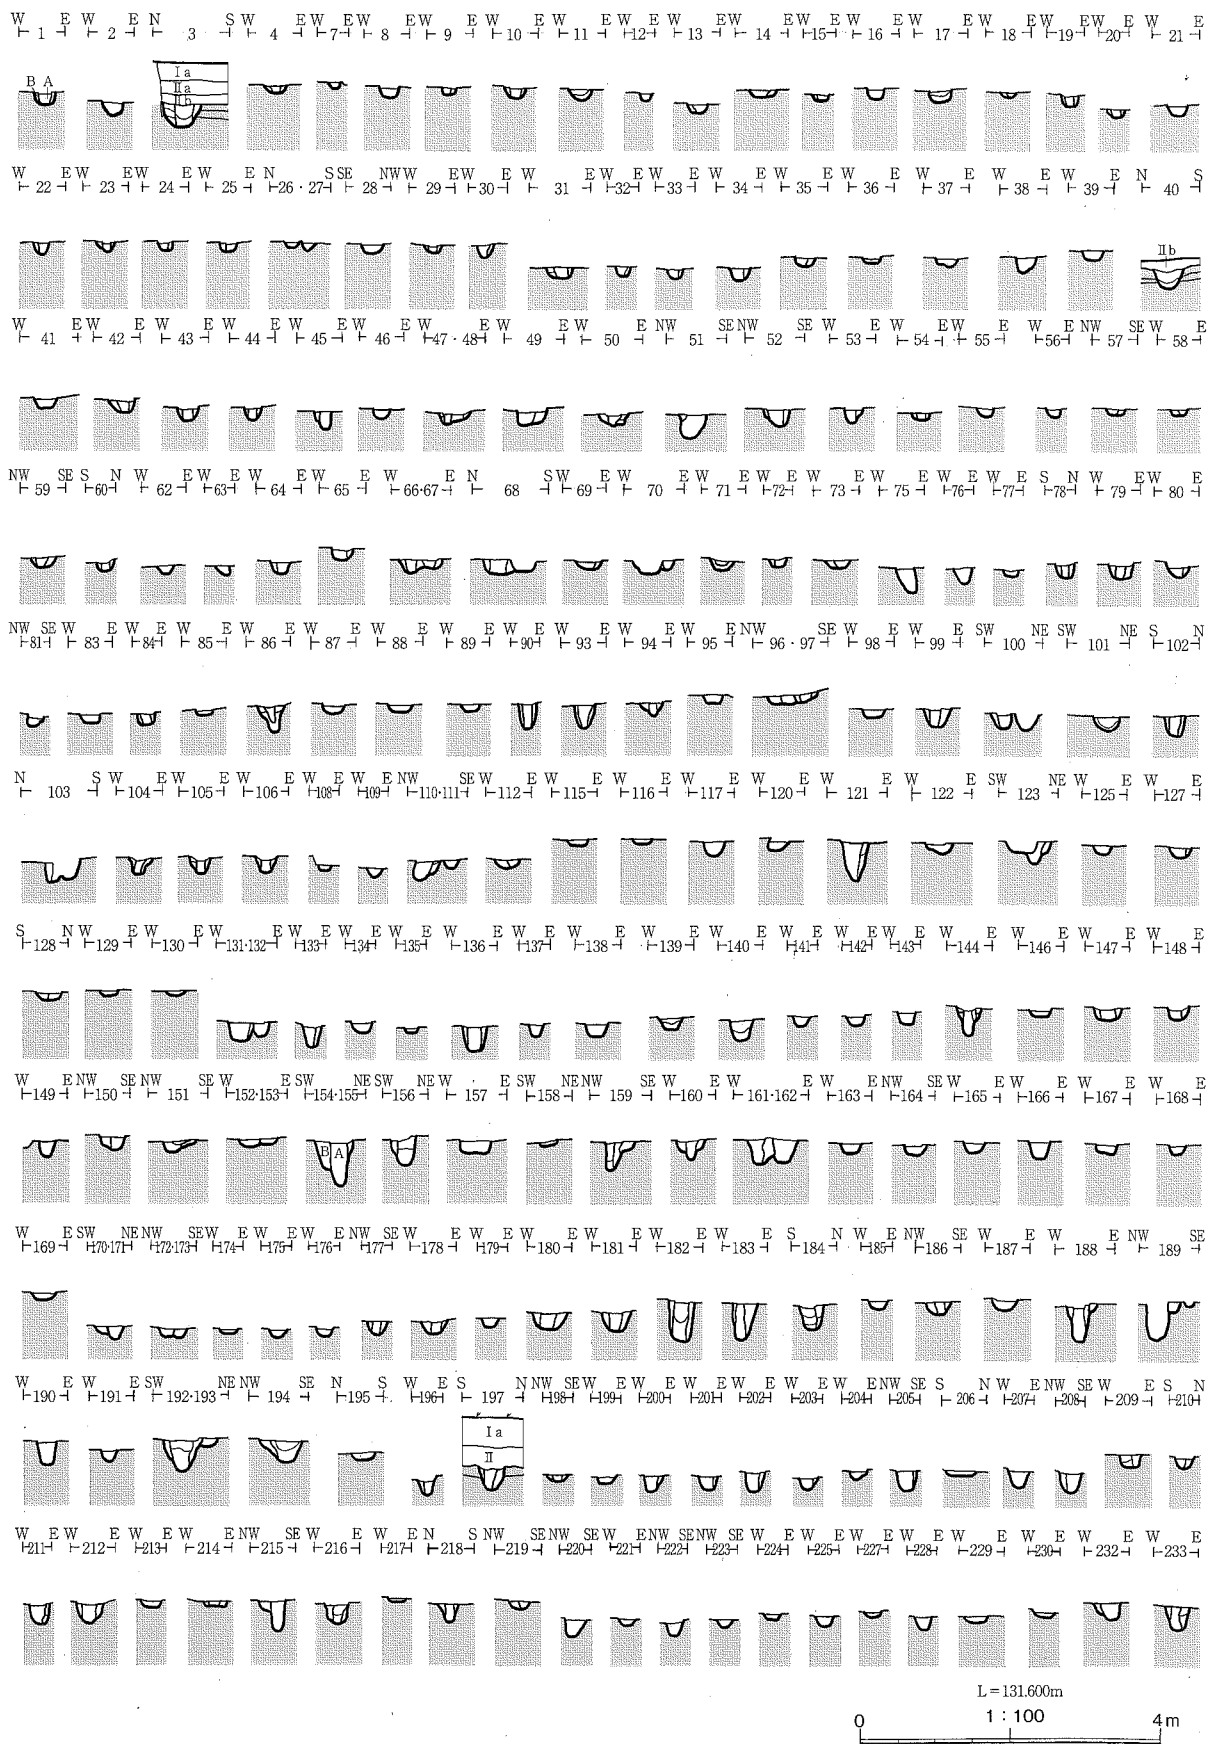 W 1 E W 2 E N 3 S W 4 E W 7 E W 8 E W 9 E W 10 E W 11 E W 12 E W 13 E W 14 E W 15 E W 16 E W 17 E W 18 E W 19 E W 20 E W 21 E
B A Ⅰa
Ⅱa
Ⅱb
W 22 E W 23 E W 24 E W 25 E N 26・27 S SE 28 NW W 29 E W 30 E W 31 E W 32 E W 33 E W 34 E W 35 E W 36 E W 37 E W 38 E W 39 E N 40 S
Ⅱb
W 41 E W 42 E W 43 E W 44 E W 45 E W 46 E W 47・48 E W 49 E W 50 E NW 51 SE NW 52 SE W 53 E W 54 E W 55 E W 56 E NW 57 SE W 58 E
NW 59 SE S 60 N W 62 E W 63 E W 64 E W 65 E W 66・67 E N 68 S W 69 E W 70 E W 71 E W 72 E W 73 E W 75 E W 76 E W 77 E S 78 N W 79 E W 80 E
NW 81 SE W 83 E W 84 E W 85 E W 86 E W 87 E W 88 E W 89 E W 90 E W 93 E W 94 E W 95 E NW 96・97 SE W 98 E W 99 E SW 100 NE SW 101 NE S 102 N
N 103 S W 104 E W 105 E W 106 E W 108 E W 109 E NW 110・111 SE W 112 E W 115 E W 116 E W 117 E W 120 E W 121 E W 122 E SW 123 NE W 125 E W 127 E
S 128 N W 129 E W 130 E W 131・132 E W 133 E W 134 E W 135 E W 136 E W 137 E W 138 E W 139 E W 140 E W 141 E W 142 E W 143 E W 144 E W 146 E W 147 E W 148 E
W 149 E NW 150 SE NW 151 SE W 152・153 E SW 154・155 NE SW 156 NE W 157 E SW 158 NE NW 159 SE W 160 E W 161・162 E W 163 E NW 164 SE W 165 E W 166 E W 167 E W 168 E
B A
W 169 E SW 170・171 NE NW 172・173 SE W 174 E W 175 E W 176 E NW 177 SE W 178 E W 179 E W 180 E W 181 E W 182 E W 183 E S 184 N W 185 E NW 186 SE W 187 E W 188 E NW 189 SE
W 190 E W 191 E SW 192・193 NE NW 194 SE N 195 S W 196 E S 197 N NW 198 SE W 199 E W 200 E W 201 E W 202 E W 203 E W 204 E NW 205 SE S 206 N W 207 E NW 208 SE W 209 E S 210 N
Ⅰa
Ⅱ
W 211 E W 212 E W 213 E W 214 E NW 215 SE W 216 E W 217 E N 218 S NW 219 SE NW 220 SE W 221 E NW 222 SE NW 223 SE W 224 E W 225 E W 227 E W 228 E W 229 E W 230 E W 232 E W 233 E
L=131.600m
1:100
0 4m